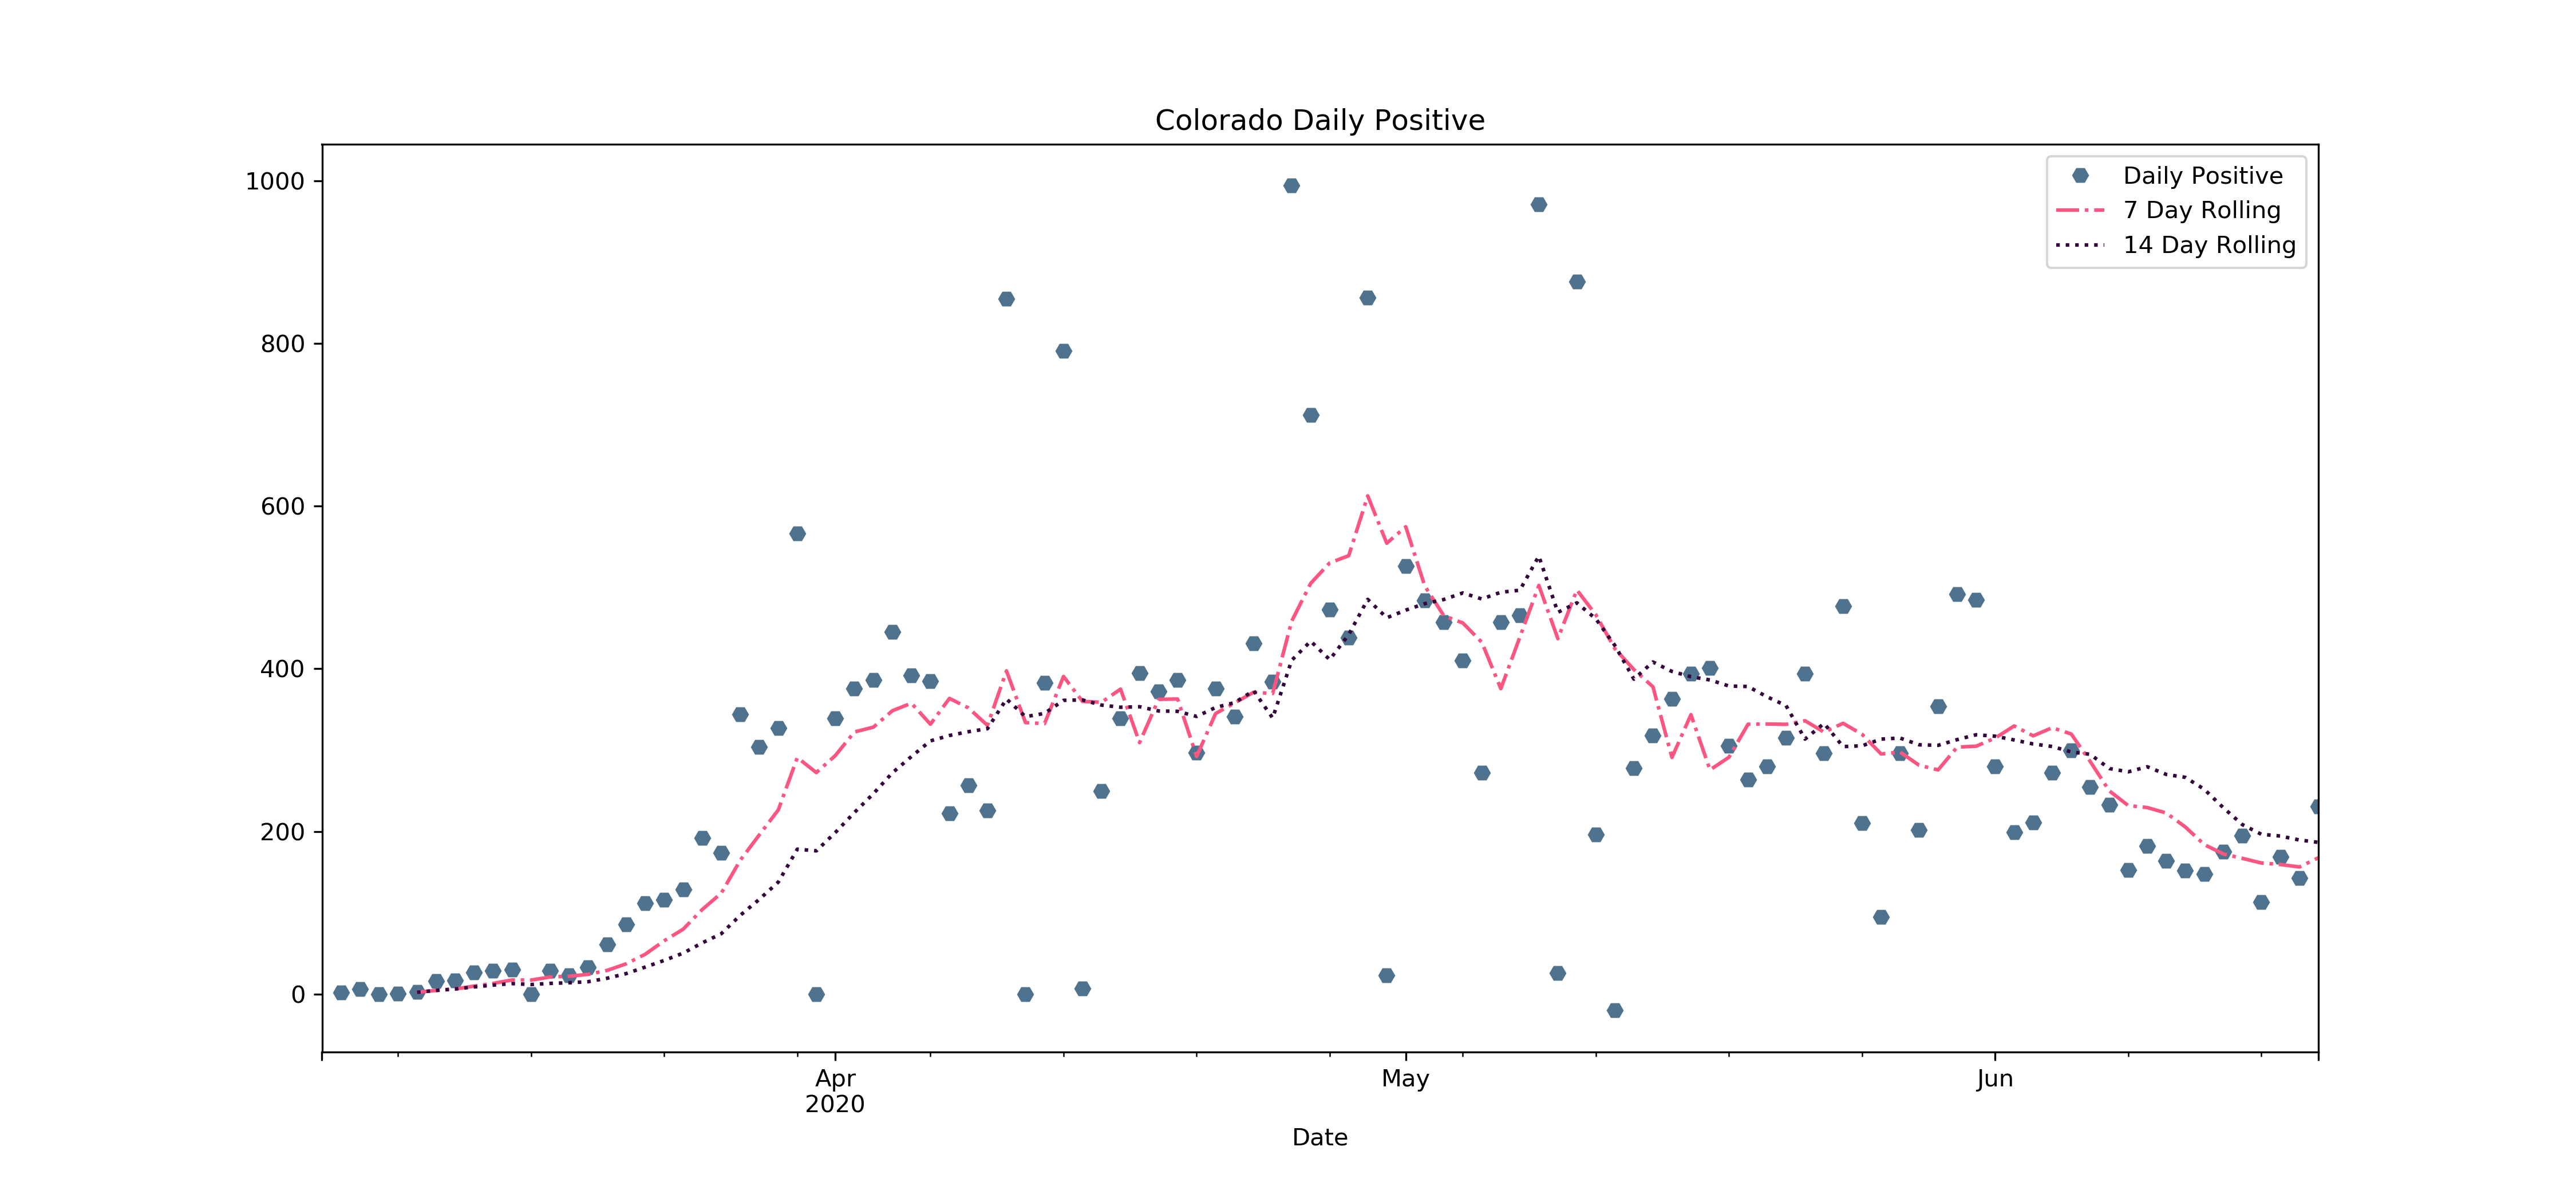 Colorado Daily Positive
1000
800
600
400
200
0
Daily Positive
7 Day Rolling
14 Day Rolling
Apr
2020
May
Jun
Date